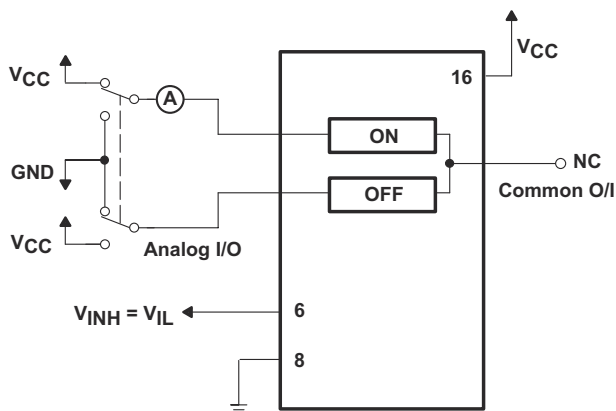 VCC
16
VCC
A
ON
NC
GND
Common O/I
OFF
VCC
Analog I/O
VINH = VIL
6
8